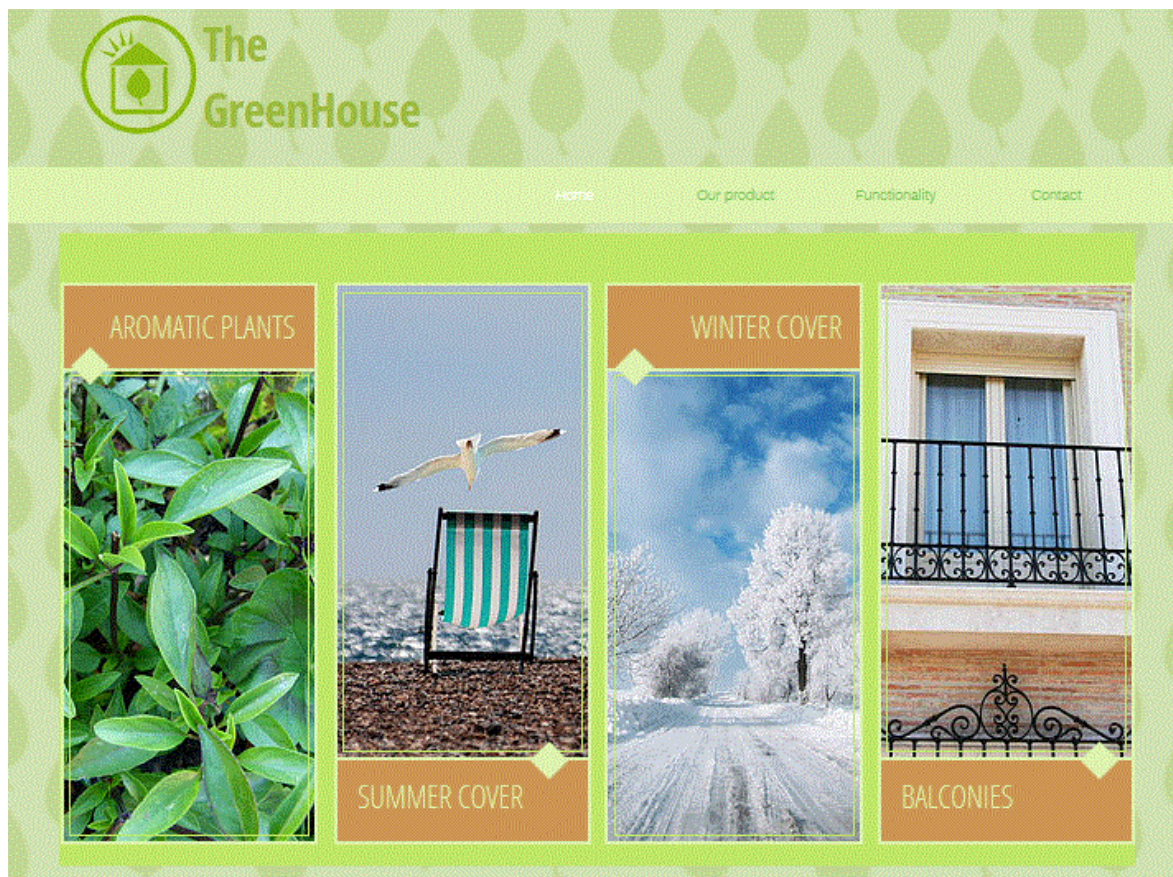 The
GreenHouse
Home
Our product
Functionality
Contact
AROMATIC PLANTS
SUMMER COVER
WINTER COVER
BALCONIES